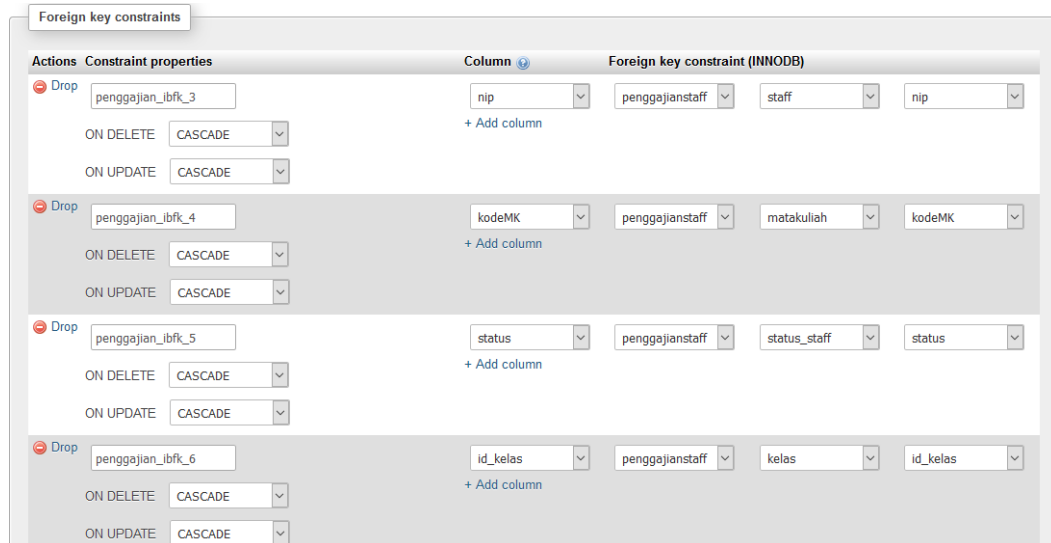 Foreign key constraints
Actions Constraint properties Column Foreign key constraint (INNODB)
Drop penggajian_ibfk_3 nip penggajianstaff staff nip
+ Add column
ON DELETE CASCADE
ON UPDATE CASCADE
Drop penggajian_ibfk_4 kodeMK penggajianstaff matakuliah kodeMK
+ Add column
ON DELETE CASCADE
ON UPDATE CASCADE
Drop penggajian_ibfk_5 status penggajianstaff status_staff status
+ Add column
ON DELETE CASCADE
ON UPDATE CASCADE
Drop penggajian_ibfk_6 id_kelas penggajianstaff kelas id_kelas
+ Add column
ON DELETE CASCADE
ON UPDATE CASCADE